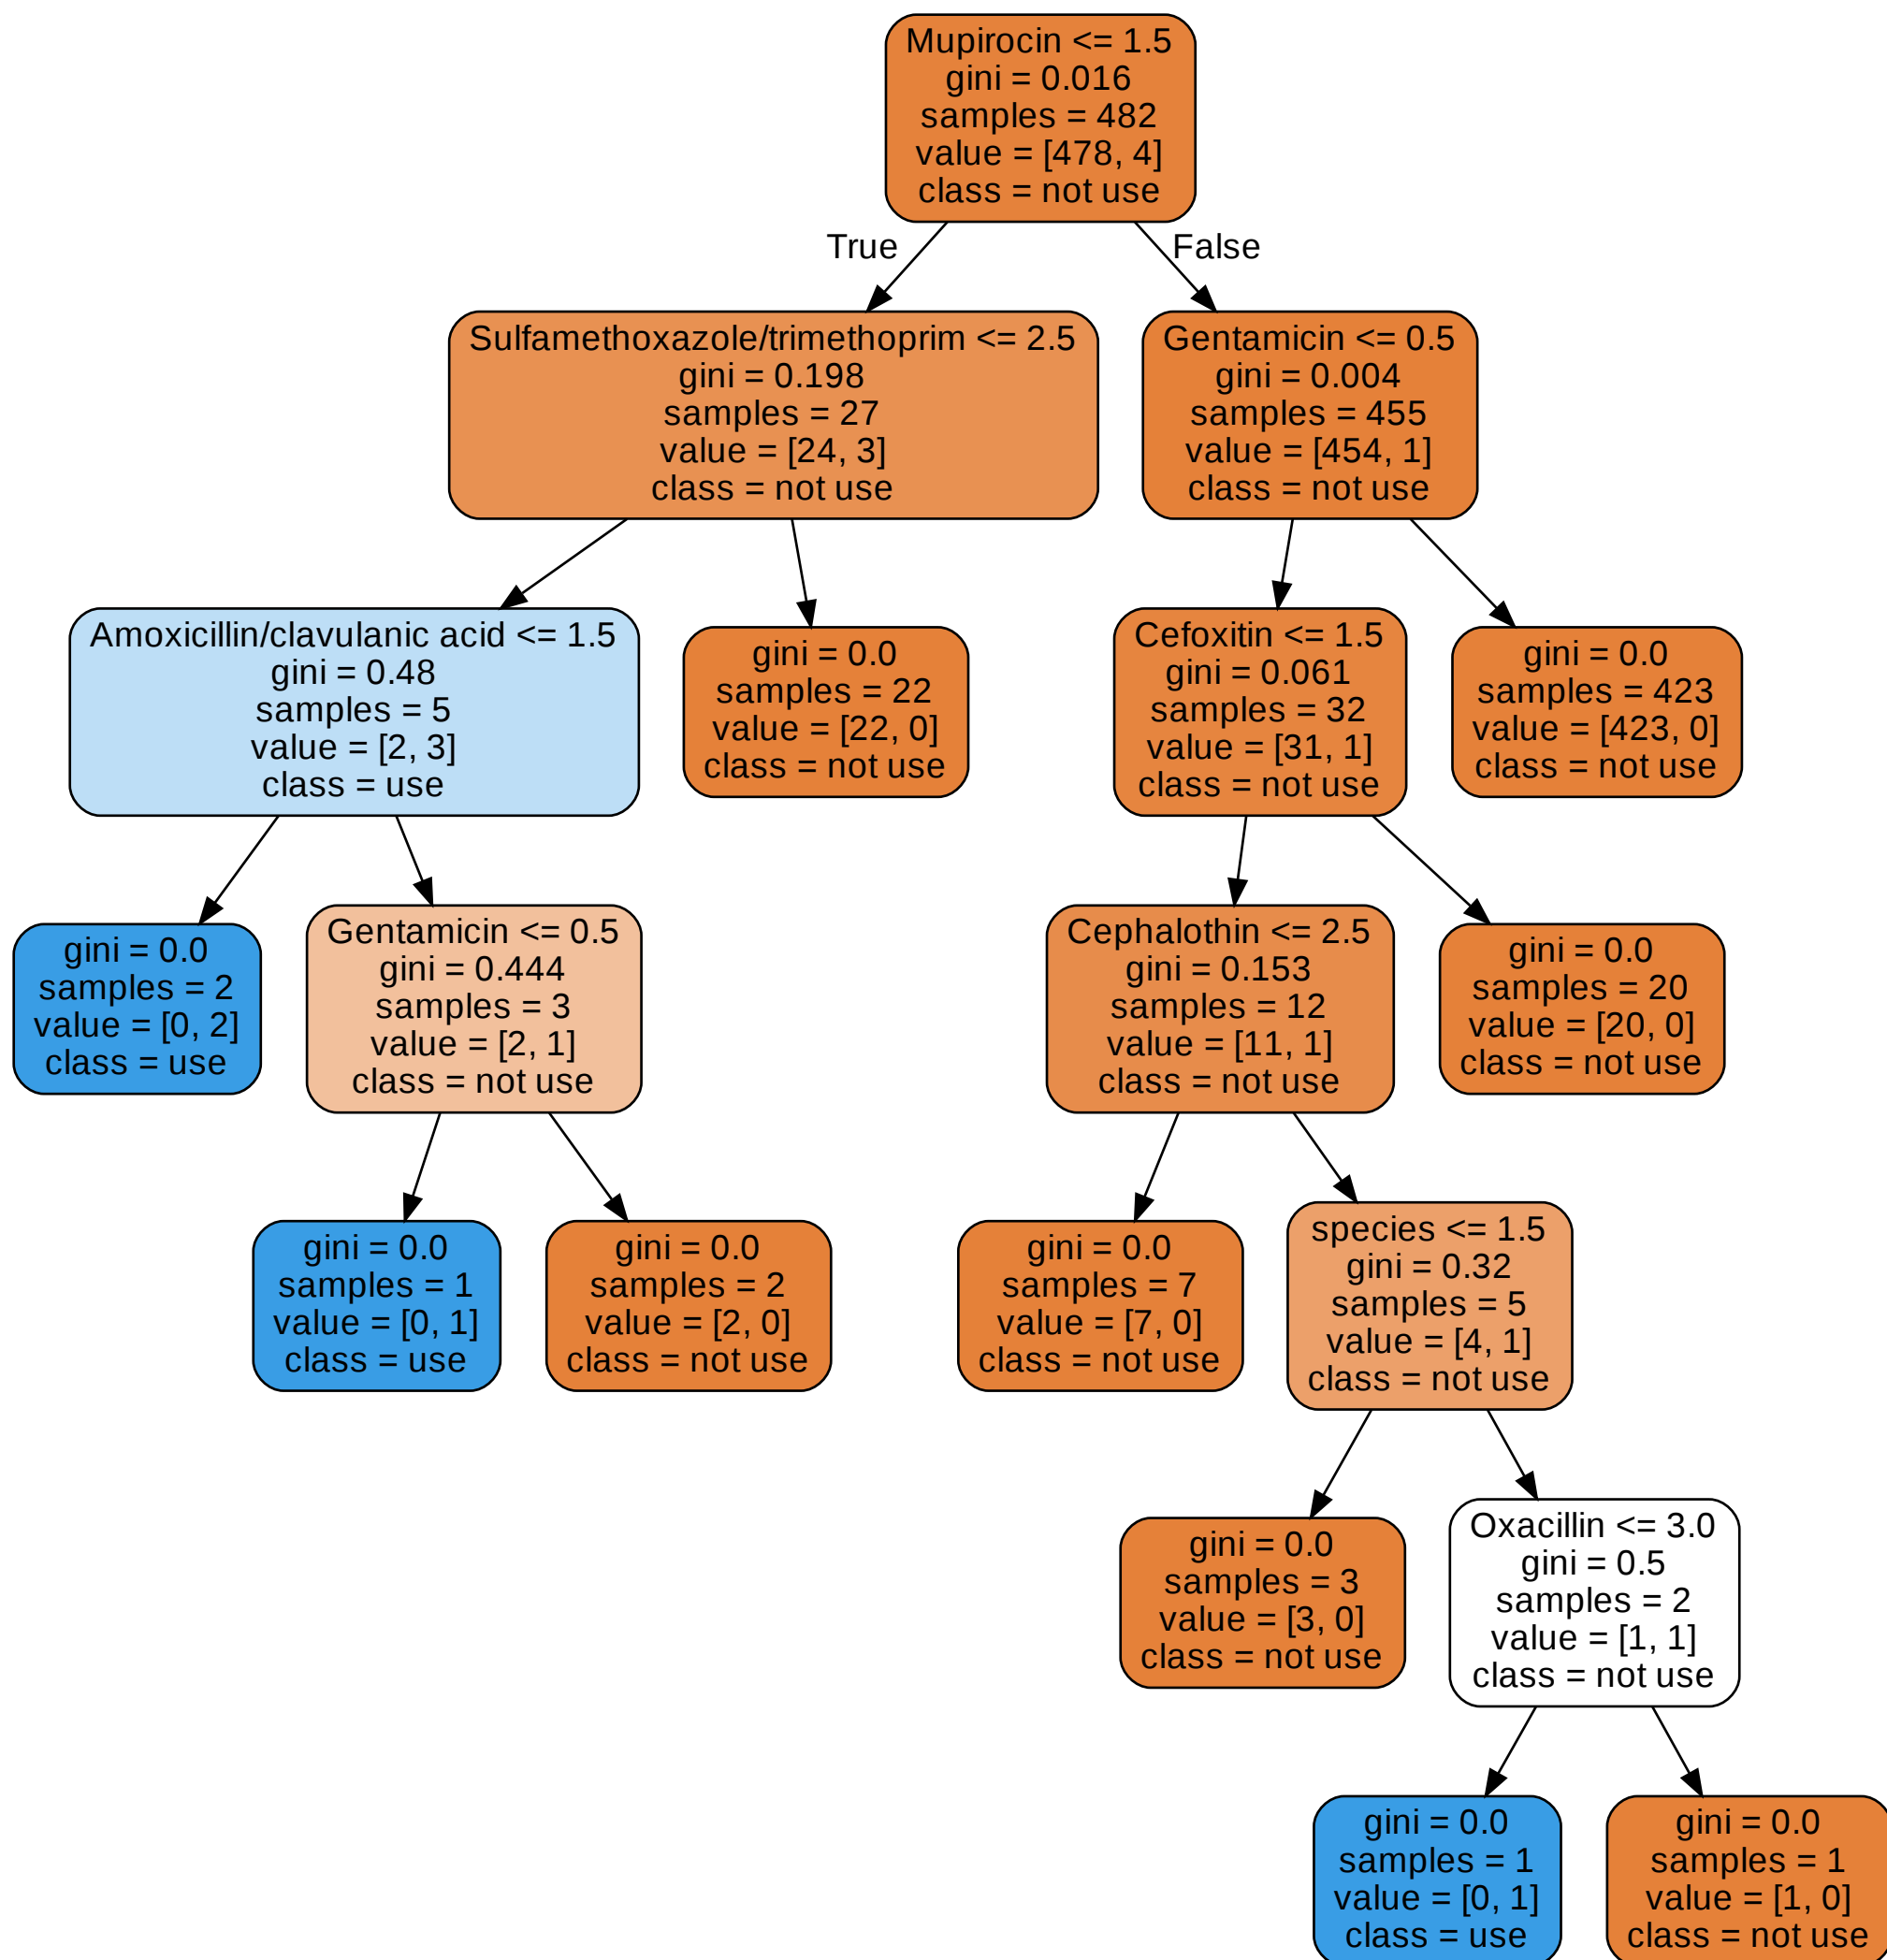 Mupirocin <= 1.5
gini = 0.016
samples = 482
value = [478, 4]
class = not use
True
False
Sulfamethoxazole/trimethoprim <= 2.5
gini = 0.198
samples = 27
value = [24, 3]
class = not use
Gentamicin <= 0.5
gini = 0.004
samples = 455
value = [454, 1]
class = not use
Amoxicillin/clavulanic acid <= 1.5
gini = 0.48
samples = 5
value = [2, 3]
class = use
gini = 0.0
samples = 22
value = [22, 0]
class = not use
Cefoxitin <= 1.5
gini = 0.061
samples = 32
value = [31, 1]
class = not use
gini = 0.0
samples = 423
value = [423, 0]
class = not use
gini = 0.0
samples = 2
value = [0, 2]
class = use
Gentamicin <= 0.5
gini = 0.444
samples = 3
value = [2, 1]
class = not use
Cephalothin <= 2.5
gini = 0.153
samples = 12
value = [11, 1]
class = not use
gini = 0.0
samples = 20
value = [20, 0]
class = not use
gini = 0.0
samples = 1
value = [0, 1]
class = use
gini = 0.0
samples = 2
value = [2, 0]
class = not use
gini = 0.0
samples = 7
value = [7, 0]
class = not use
species <= 1.5
gini = 0.32
samples = 5
value = [4, 1]
class = not use
gini = 0.0
samples = 3
value = [3, 0]
class = not use
Oxacillin <= 3.0
gini = 0.5
samples = 2
value = [1, 1]
class = not use
gini = 0.0
samples = 1
value = [0, 1]
class = use
gini = 0.0
samples = 1
value = [1, 0]
class = not use